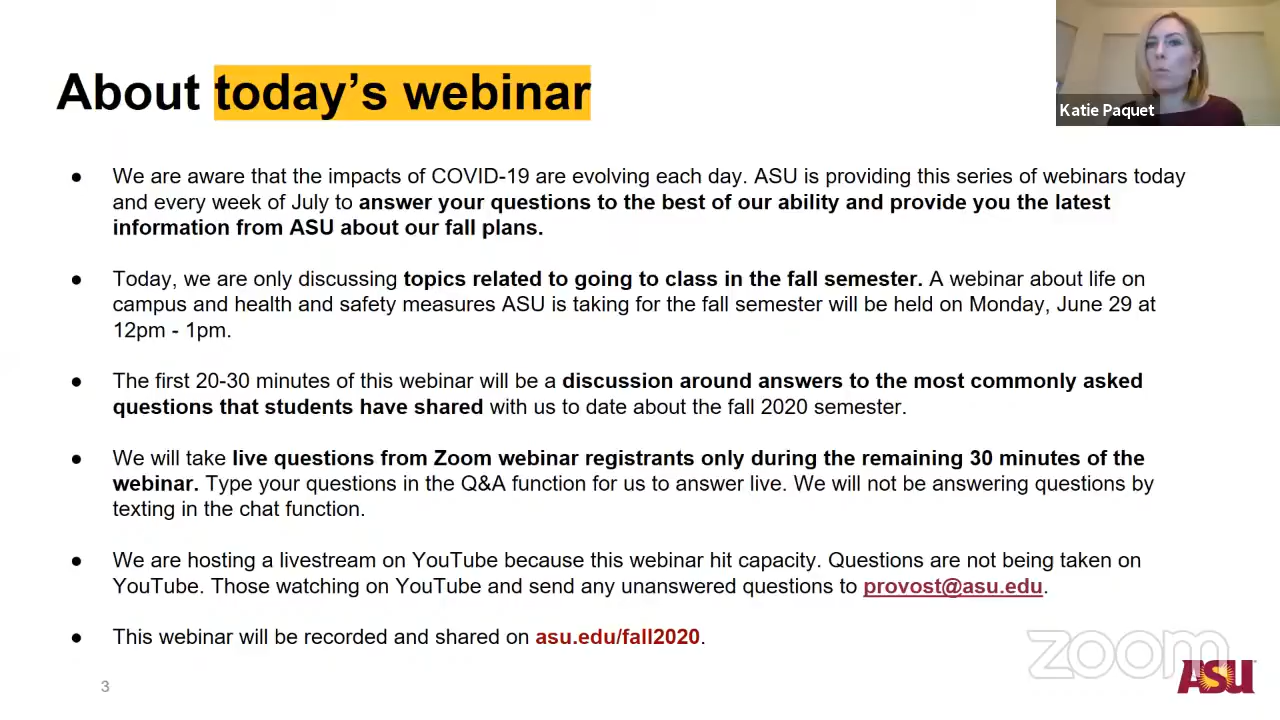 About today's webinar
Katie Paquet
● We are aware that the impacts of COVID-19 are evolving each day. ASU is providing this series of webinars today
and every week of July to answer your questions to the best of our ability and provide you the latest
information from ASU about our fall plans.
● Today, we are only discussing topics related to going to class in the fall semester. A webinar about life on
campus and health and safety measures ASU is taking for the fall semester will be held on Monday, June 29 at
12pm - 1pm.
● The first 20-30 minutes of this webinar will be a discussion around answers to the most commonly asked
questions that students have shared with us to date about the fall 2020 semester.
● We will take live questions from Zoom webinar registrants only during the remaining 30 minutes of the
webinar. Type your questions in the Q&A function for us to answer live. We will not be answering questions by
texting in the chat function.
● We are hosting a livestream on YouTube because this webinar hit capacity. Questions are not being taken on
YouTube. Those watching on YouTube and send any unanswered questions to provost@asu.edu.
● This webinar will be recorded and shared on asu.edu/fall2020.
zoom
ASU
3